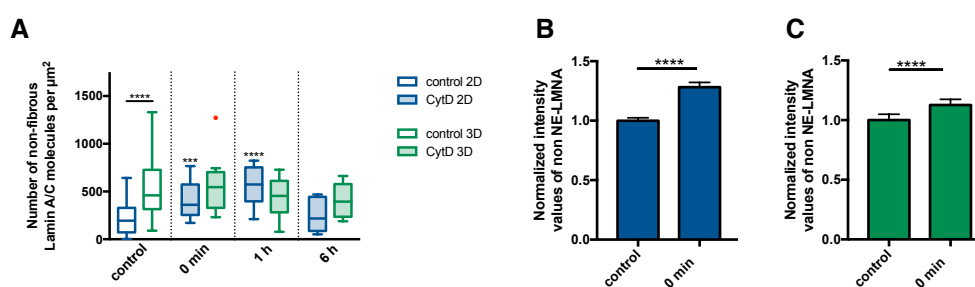 A
Number of non-fibrous
Lamin A/C molecules per µm²
1500
1000
500
0
****
***
****
control
0 min
1 h
6 h
control 2D
CytD 2D
control 3D
CytD 3D
B
Normalized intensity
values of non NE-LMNA
1.5
1.0
0.5
0.0
****
control
0 min
C
Normalized intensity
values of non NE-LMNA
1.5
1.0
0.5
0.0
****
control
0 min